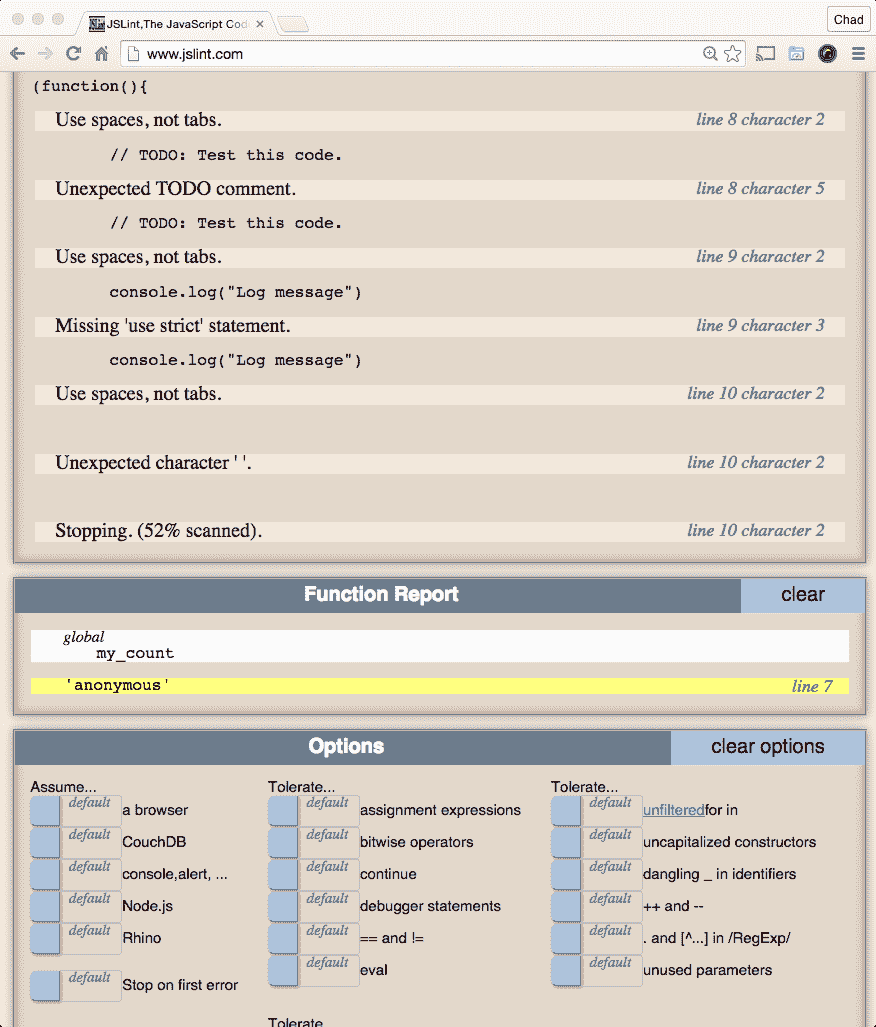 JSLint,The JavaScript Cod
Chad
www.jslint.com
(function(){
Use spaces, not tabs. line 8 character 2
// TODO: Test this code.
Unexpected TODO comment. line 8 character 5
// TODO: Test this code.
Use spaces, not tabs. line 9 character 2
console.log("Log message")
Missing 'use strict' statement. line 9 character 3
console.log("Log message")
Use spaces, not tabs. line 10 character 2
Unexpected character ' '. line 10 character 2
Stopping. (52% scanned). line 10 character 2
Function Report clear
global
my_count
'anonymous' line 7
Options clear options
Assume... Tolerate... Tolerate...
default a browser default assignment expressions default unfilteredfor in
default CouchDB default bitwise operators default uncapitalized constructors
default console,alert, ... default continue default dangling _ in identifiers
default Node.js default debugger statements default ++ and --
default Rhino default == and != default . and [^...] in /RegExp/
default eval default unused parameters
default Stop on first error
Tolerate